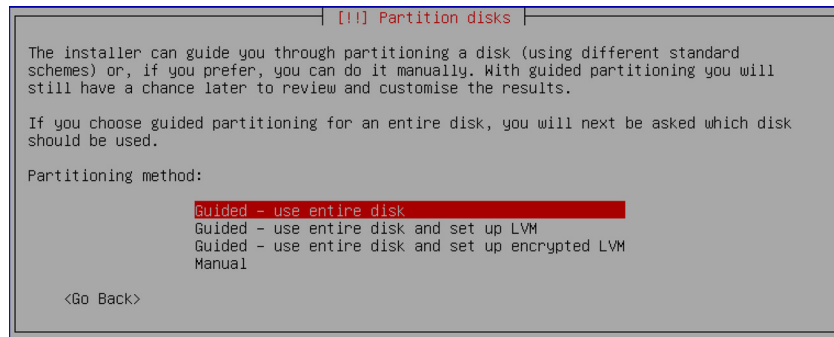 [!!] Partition disks
The installer can guide you through partitioning a disk (using different standard
schemes) or, if you prefer, you can do it manually. With guided partitioning you will
still have a chance later to review and customise the results.
If you choose guided partitioning for an entire disk, you will next be asked which disk
should be used.
Partitioning method:
Guided – use entire disk
Guided – use entire disk and set up LVM
Guided – use entire disk and set up encrypted LVM
Manual
<Go Back>